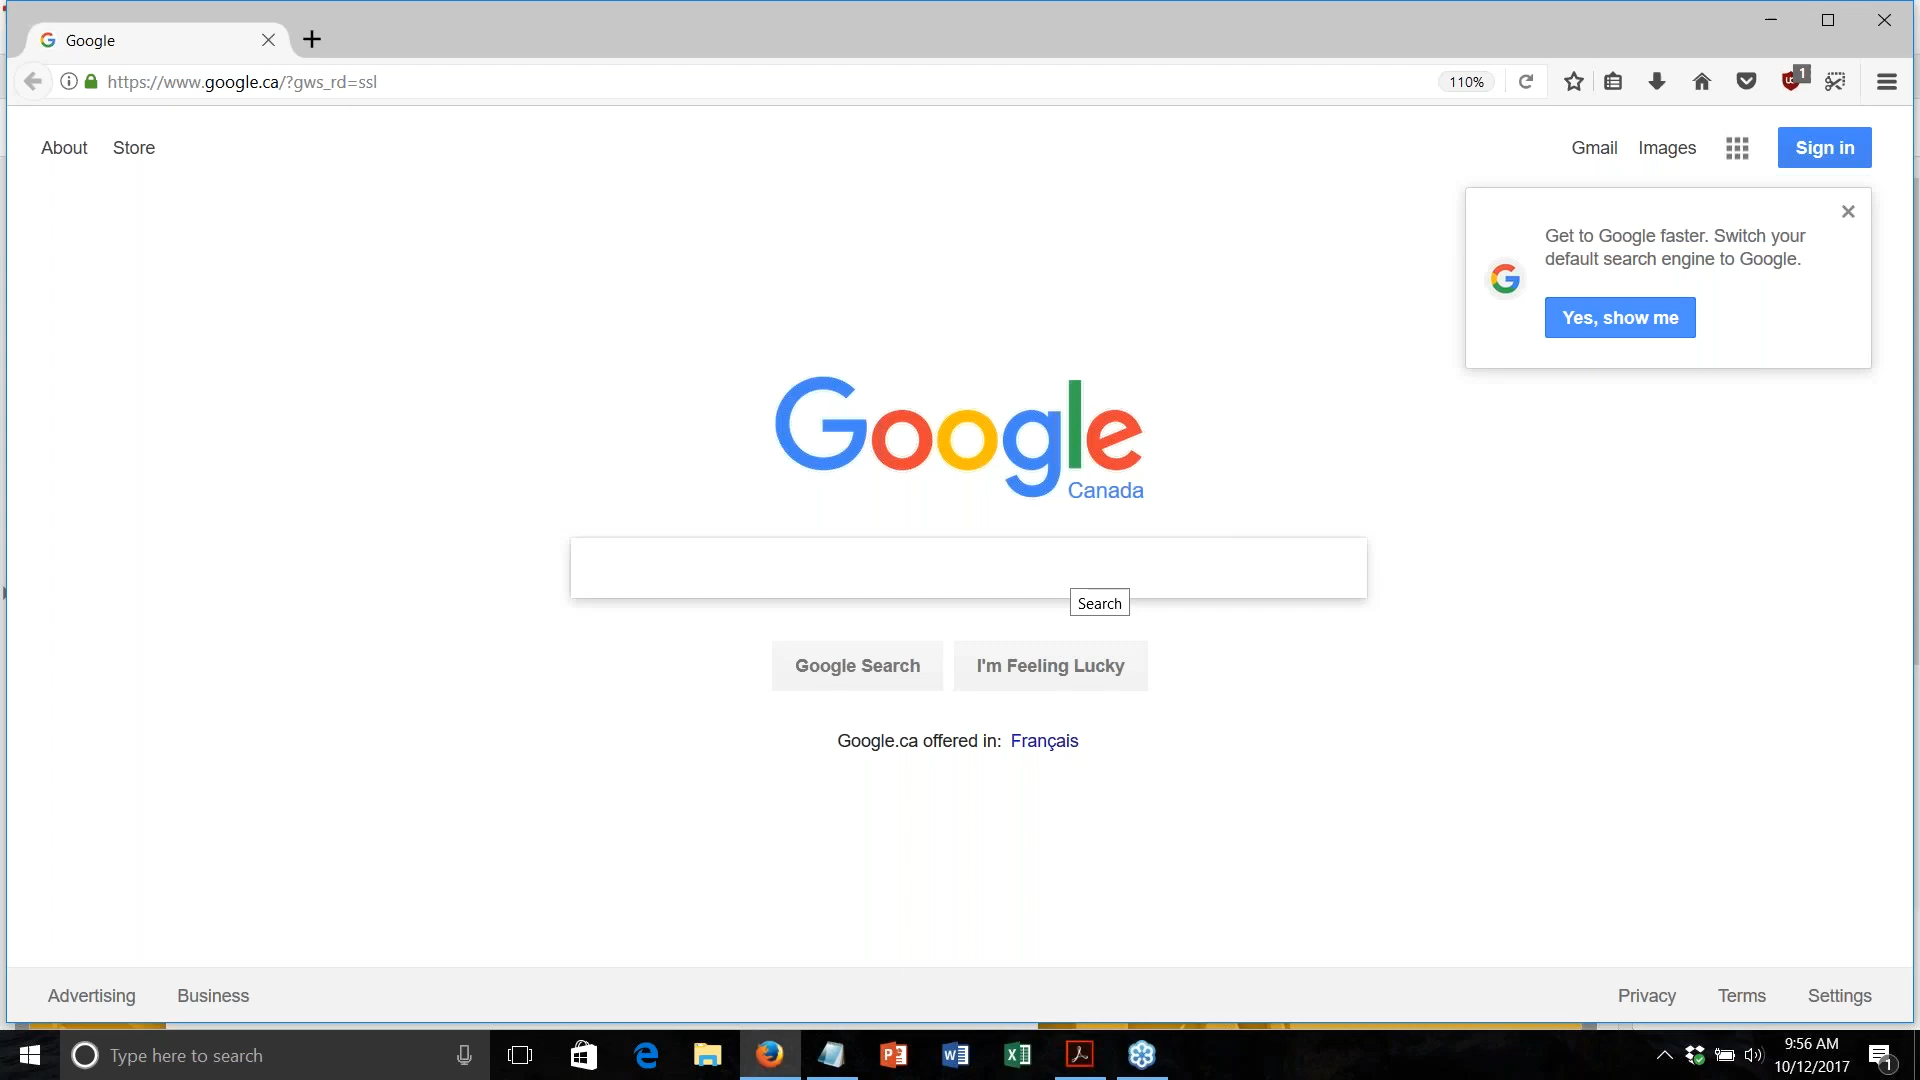 Google
https://www.google.ca/?gws_rd=ssl
110%
1
About Store
Gmail Images Sign in
Get to Google faster. Switch your
default search engine to Google.
Yes, show me
Google
Canada
Search
Google Search I'm Feeling Lucky
Google.ca offered in: Français
Advertising Business
Privacy Terms Settings
Type here to search
9:56 AM
10/12/2017
1